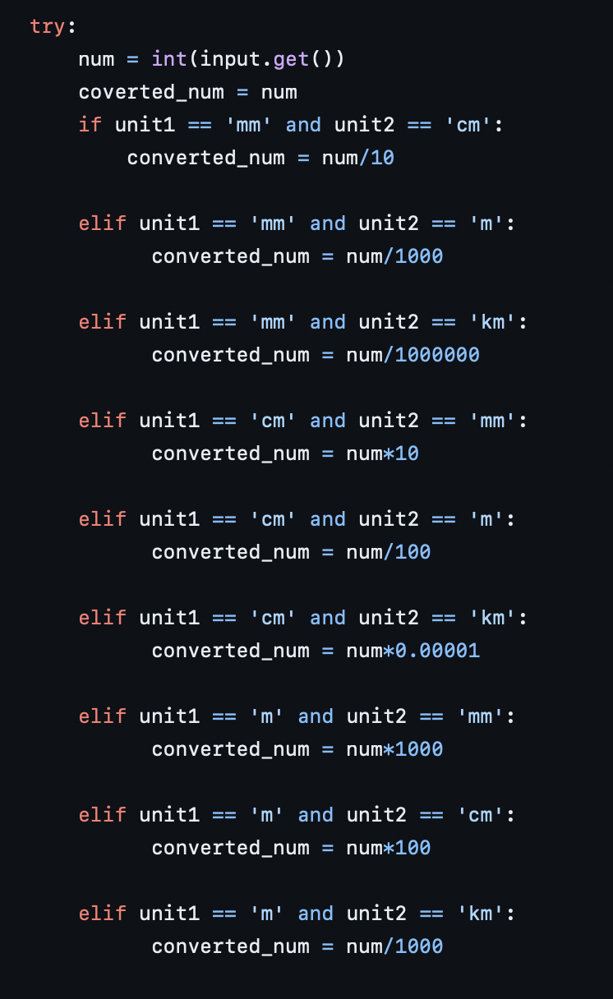 try:
    num = int(input.get())
    coverted_num = num
    if unit1 == 'mm' and unit2 == 'cm':
        converted_num = num/10

    elif unit1 == 'mm' and unit2 == 'm':
          converted_num = num/1000

    elif unit1 == 'mm' and unit2 == 'km':
          converted_num = num/1000000

    elif unit1 == 'cm' and unit2 == 'mm':
          converted_num = num*10

    elif unit1 == 'cm' and unit2 == 'm':
          converted_num = num/100

    elif unit1 == 'cm' and unit2 == 'km':
          converted_num = num*0.00001

    elif unit1 == 'm' and unit2 == 'mm':
          converted_num = num*1000

    elif unit1 == 'm' and unit2 == 'cm':
          converted_num = num*100

    elif unit1 == 'm' and unit2 == 'km':
          converted_num = num/1000